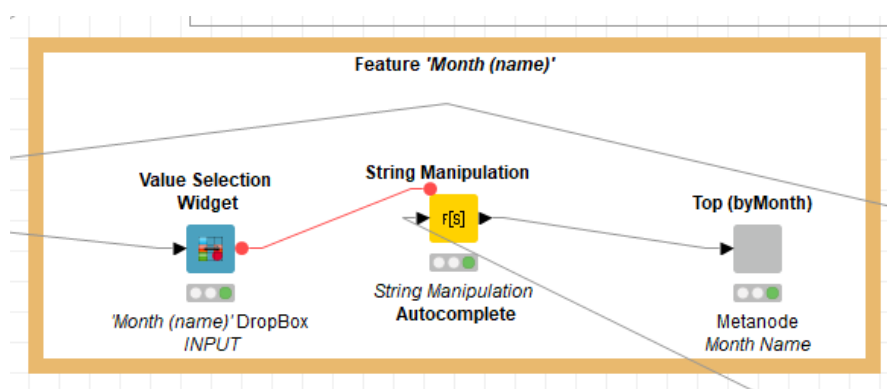 Feature 'Month (name)'
Value Selection
Widget
'Month (name)' DropBox
INPUT
String Manipulation
F[S]
String Manipulation
Autocomplete
Top (byMonth)
Metanode
Month Name